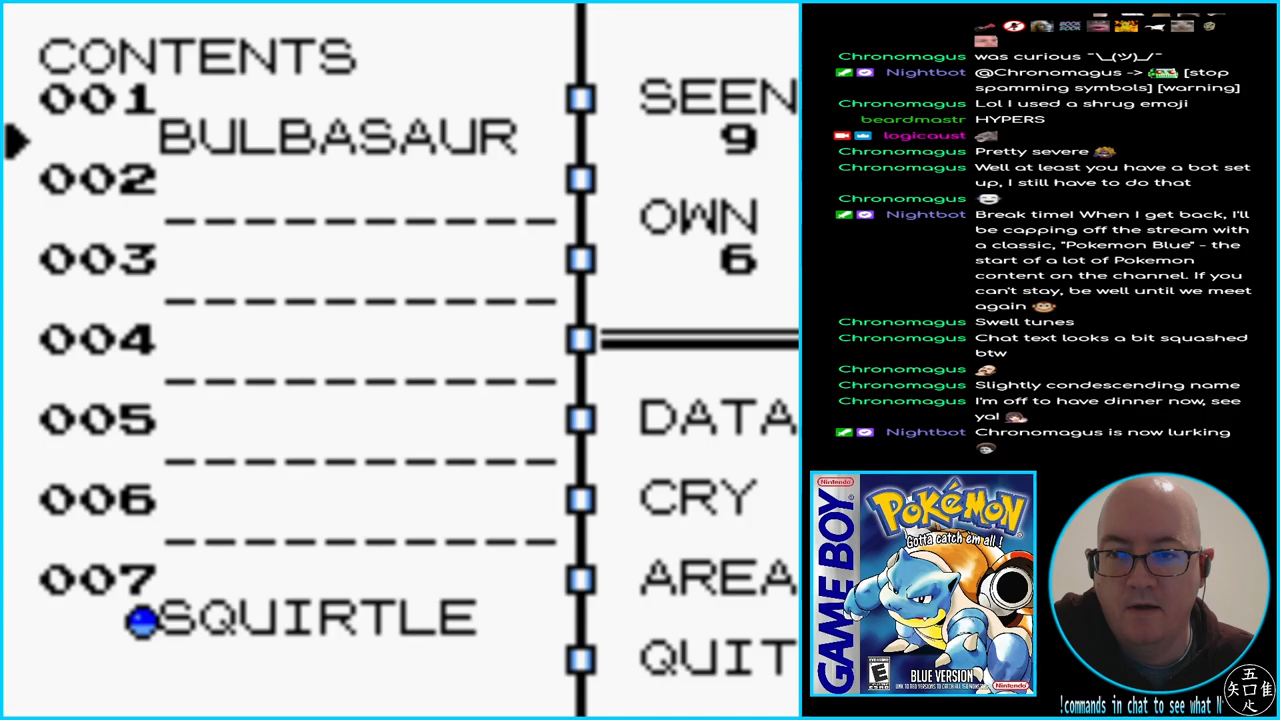 CONTENTS
001
BULBASAUR
002
003
004
005
006
007
SQUIRTLE
SEEN
9
OWN
6
DATA
CRY
AREA
QUIT
Chronomagus was curious ¯\_(ツ)_/¯
Nightbot @Chronomagus -> [stop
spamming symbols] [warning]
Chronomagus Lol I used a shrug emoji
beardmastr HYPERS
logicaust
Chronomagus Pretty severe
Chronomagus Well at least you have a bot set
up, I still have to do that
Chronomagus
Nightbot Break time! When I get back, I'll
be capping off the stream with
a classic, "Pokemon Blue" - the
start of a lot of Pokemon
content on the channel. If you
can't stay, be well until we meet
again
Chronomagus Swell tunes
Chronomagus Chat text looks a bit squashed
btw
Chronomagus
Chronomagus Slightly condescending name
Chronomagus I'm off to have dinner now, see
ya!
Nightbot Chronomagus is now lurking
Nintendo
GAME BOY
POKéMON
Gotta catch 'em all!
E
BLUE VERSION
Nintendo
!commands in chat to see what N
五
矢口隹
疋